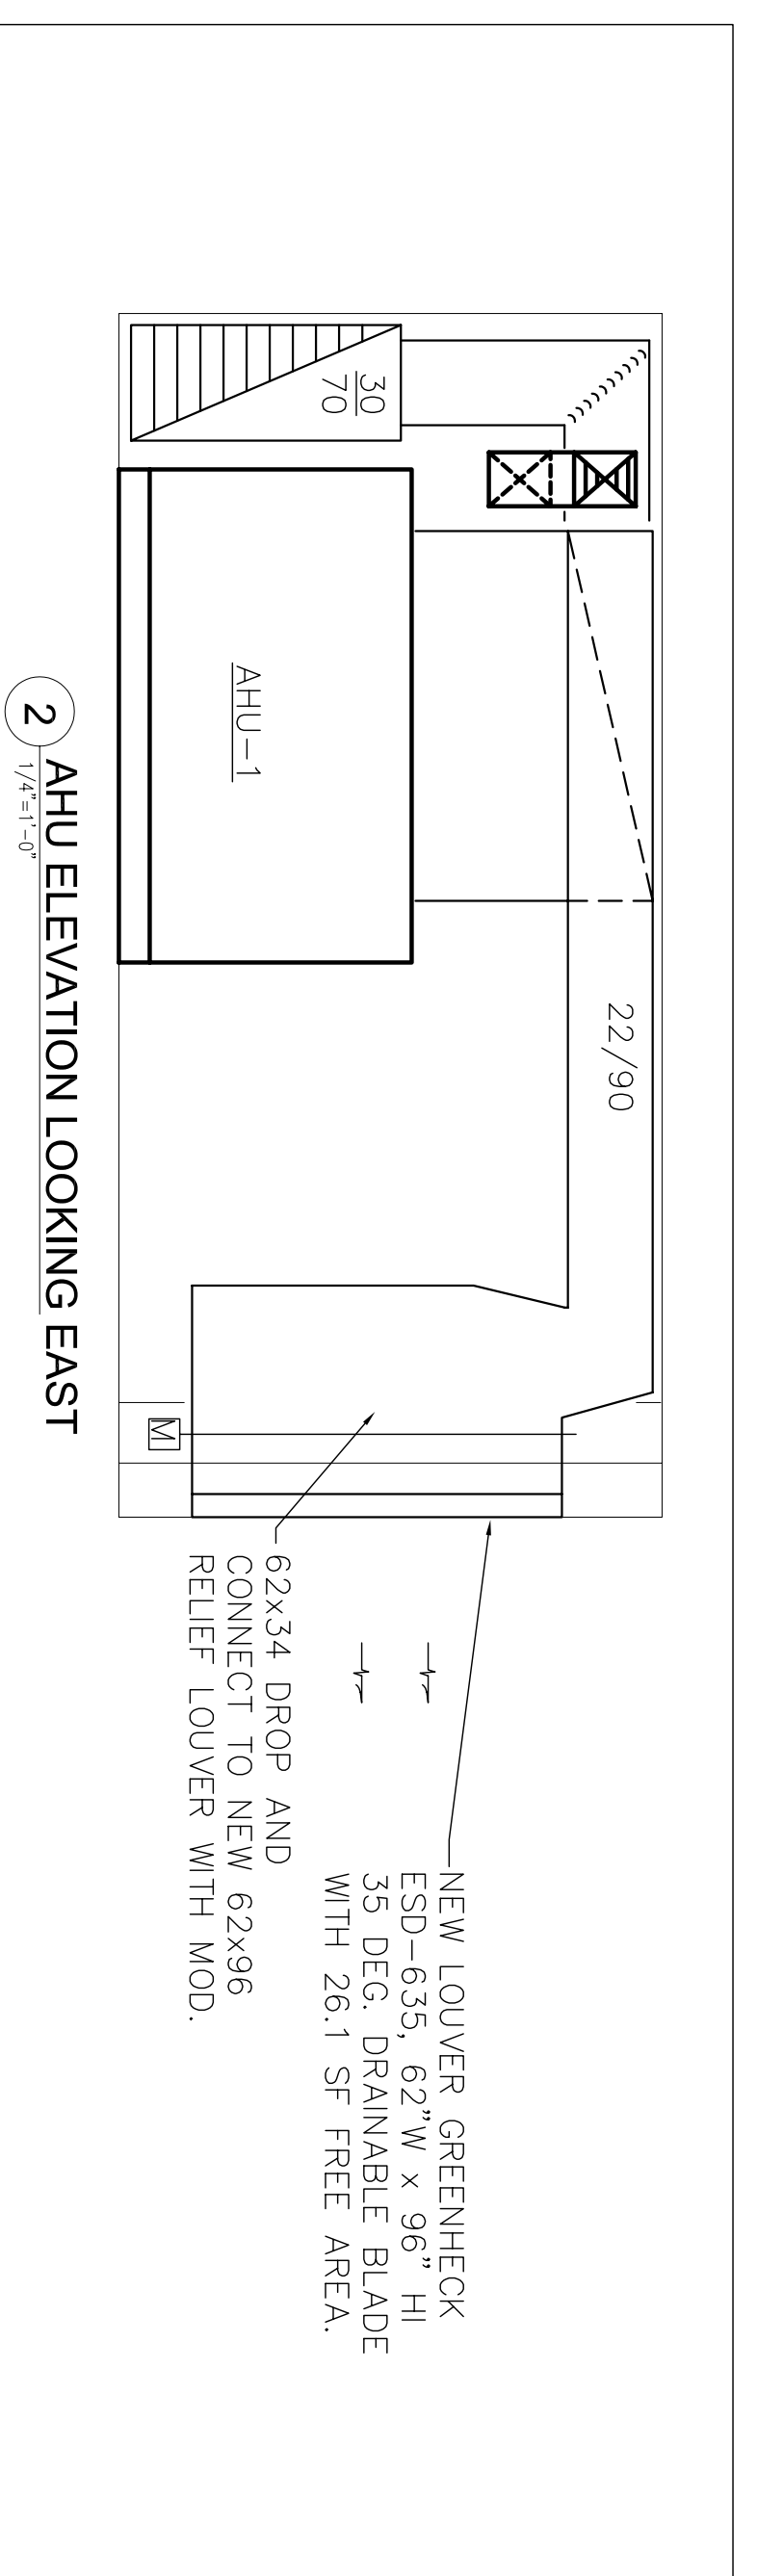 22/90
30
70
AHU-1
M
NEW LOUVER GREENHECK
ESD-635, 62"W x 96" HI
35 DEG. DRAINABLE BLADE
WITH 26.1 SF FREE AREA.
62x34 DROP AND
CONNECT TO NEW 62x96
RELIEF LOUVER WITH MOD.
2
AHU ELEVATION LOOKING EAST
1/4"=1'-0"